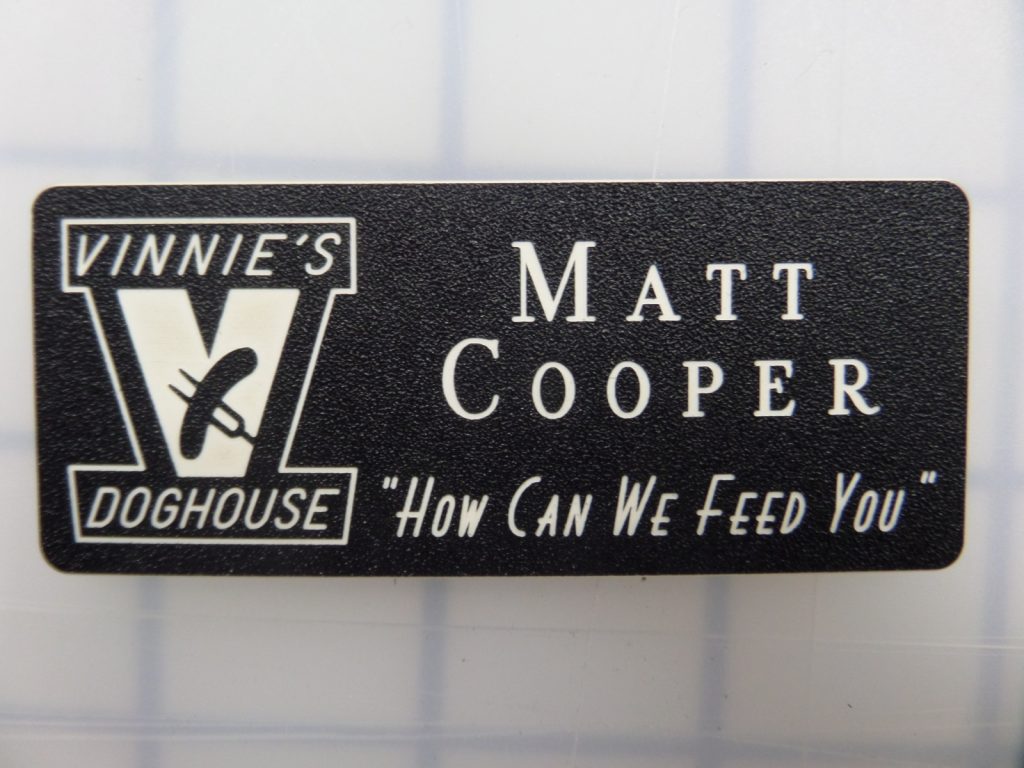 VINNIE'S
DOGHOUSE
MATT
COOPER
"HOW CAN WE FEED YOU"